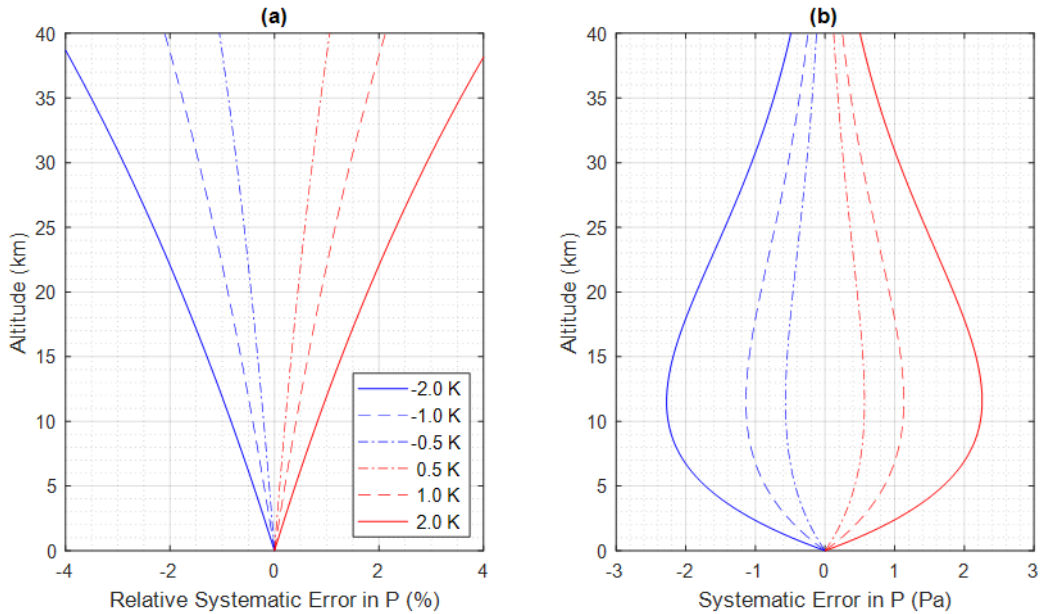 (a)
40
35
30
25
20
15
10
5
0
Altitude (km)
-4
-2
0
2
4
Relative Systematic Error in P (%)
-2.0 K
-1.0 K
-0.5 K
0.5 K
1.0 K
2.0 K
(b)
40
35
30
25
20
15
10
5
0
Altitude (km)
-3
-2
-1
0
1
2
3
Systematic Error in P (Pa)